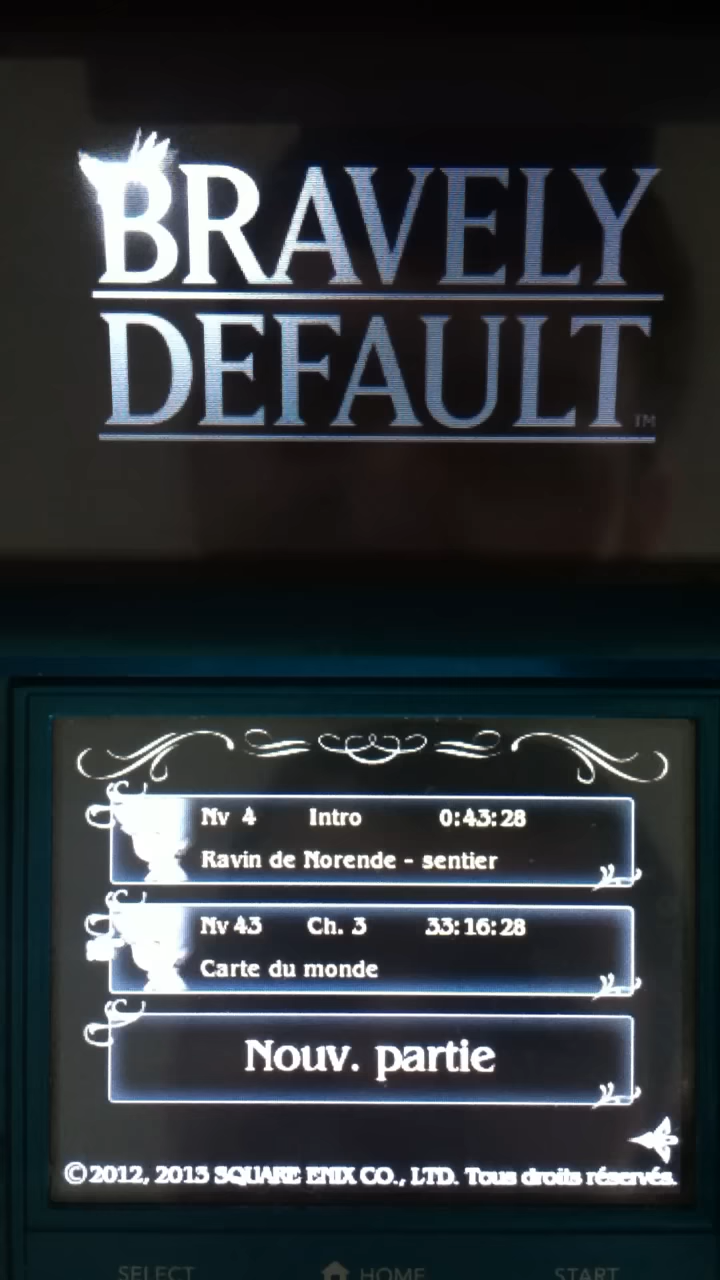 BRAVELY
DEFAULT™
Nv 4 Intro 0:43:28
Ravin de Norende - sentier
Nv 43 Ch. 3 33:16:28
Carte du monde
Nouv. partie
©2012, 2013 SQUARE ENIX CO., LTD. Tous droits réservés.
SELECT HOME START